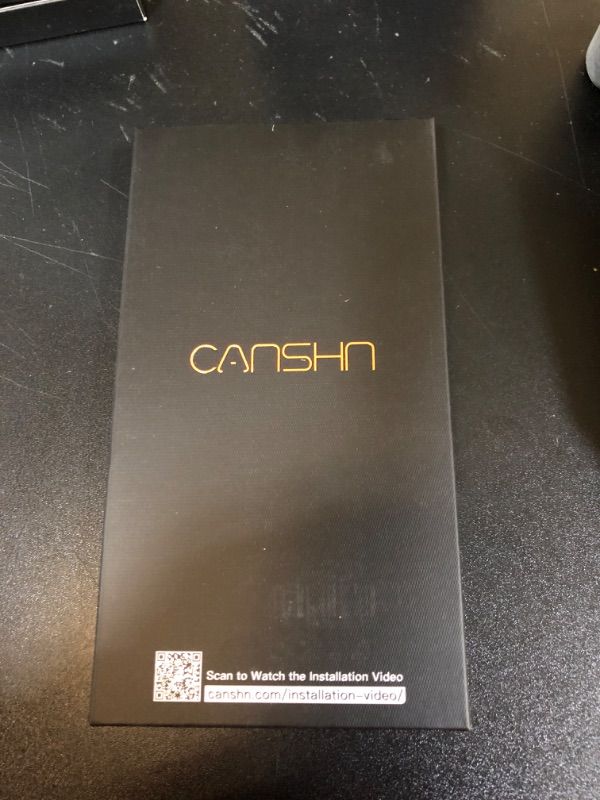 CANSHN
Scan to Watch the Installation Video
canshn.com/installation-video/